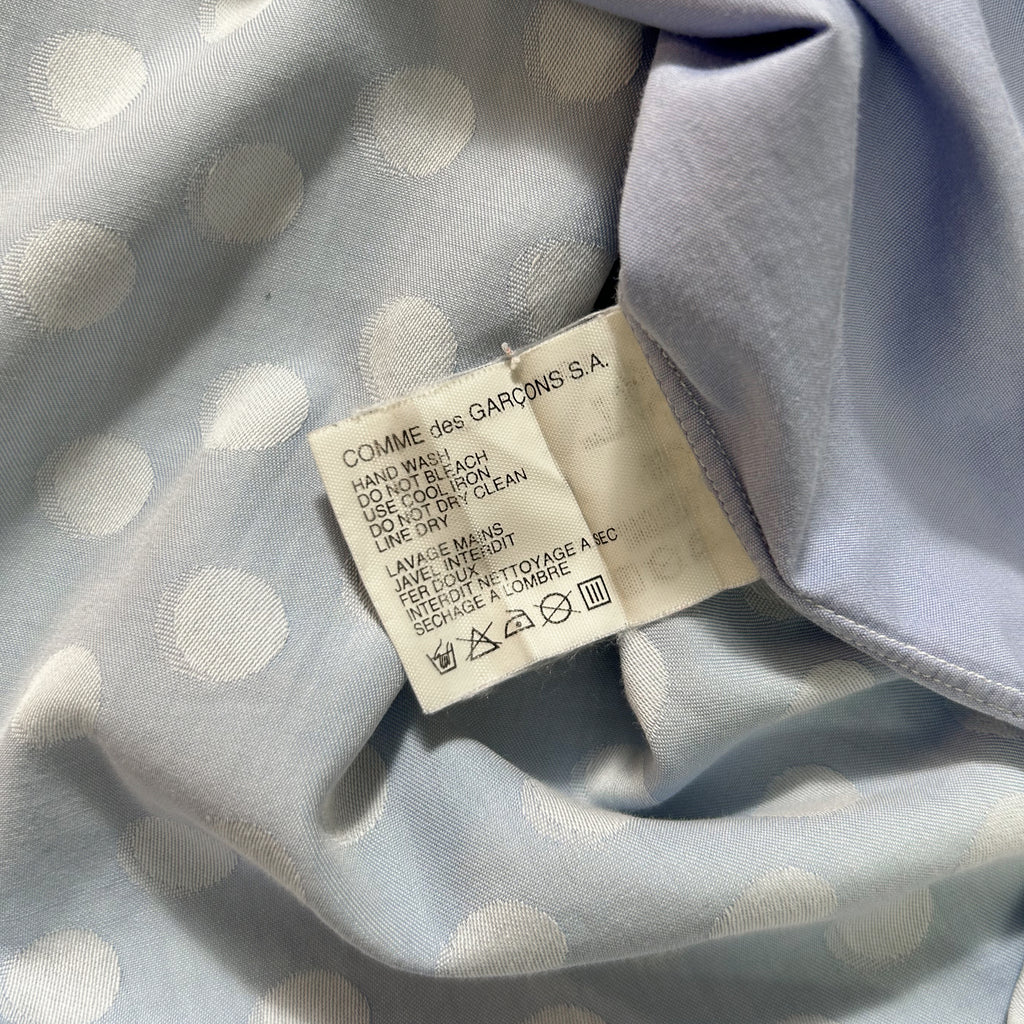 COMME des GARÇONS S.A.
HAND WASH
DO NOT BLEACH
USE COOL IRON
DO NOT DRY CLEAN
LINE DRY
LAVAGE MAINS
JAVEL INTERDIT
FER DOUX
INTERDIT NETTOYAGE A SEC
SECHAGE A L'OMBRE